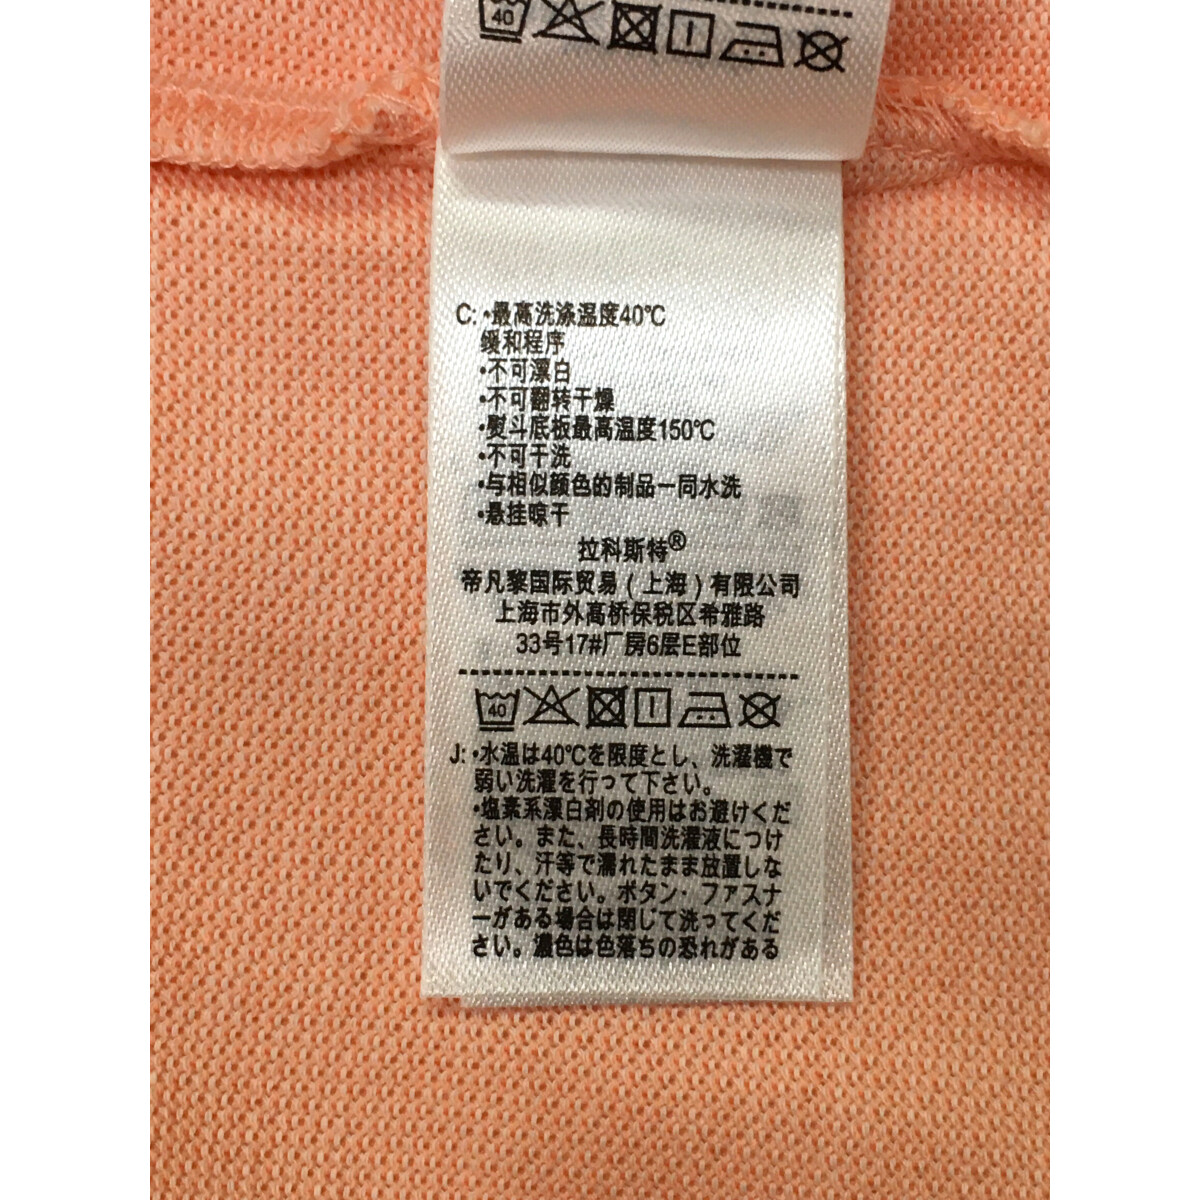 40
C: •最高洗涤温度40℃
缓和程序
•不可漂白
•不可翻转干燥
•熨斗底板最高温度150℃
•不可干洗
•与相似颜色的制品一同水洗
•悬挂晾干
拉科斯特®
帝凡黎国际贸易(上海)有限公司
上海市外高桥保税区希雅路
33号17#厂房6层E部位
40
J: •水温は40℃を限度とし、洗濯機で
弱い洗濯を行って下さい。
•塩素系漂白剤の使用はお避けくだ
さい。また、長時間洗濯液につけ
たり、汗等で濡れたまま放置しな
いでください。ボタン・ファスナ
ーがある場合は閉じて洗ってくだ
さい。濃色は色落ちの恐れがある